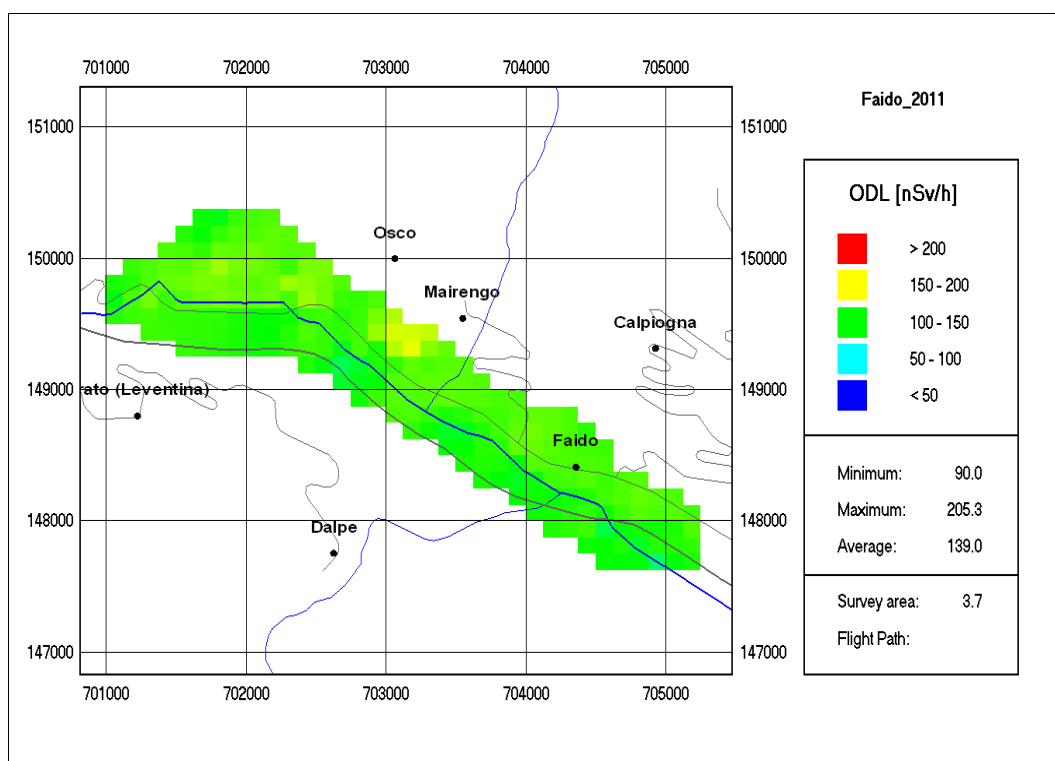 701000 702000 703000 704000 705000
Faido_2011
151000 151000
ODL [nSv/h]
> 200
Osco
150000 150000
150 - 200
Mairengo
100 - 150
Calpiogna
50 - 100
149000 149000
ato (Leventina)
< 50
Faido
Minimum: 90.0
Maximum: 205.3
148000 148000
Dalpe
Average: 139.0
Survey area: 3.7
Flight Path:
147000 147000
701000 702000 703000 704000 705000